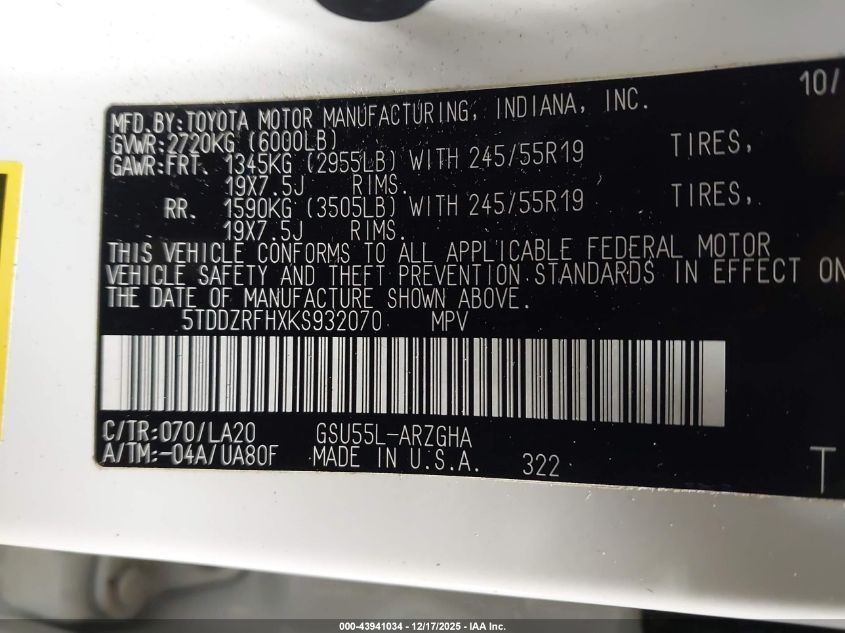 10/
MFD.BY:TOYOTA MOTOR MANUFACTURING, INDIANA, INC.
GVWR:2720KG (6000LB)
GAWR:FRT. 1345KG (2955LB) WITH 245/55R19 TIRES,
19X7.5J RIMS.
RR. 1590KG (3505LB) WITH 245/55R19 TIRES,
19X7.5J RIMS.
THIS VEHICLE CONFORMS TO ALL APPLICABLE FEDERAL MOTOR
VEHICLE SAFETY AND THEFT PREVENTION STANDARDS IN EFFECT ON
THE DATE OF MANUFACTURE SHOWN ABOVE.
5TDDZRFHXKS932070 MPV
C/TR:070/LA20 GSU55L-ARZGHA
A/TM:-04A/UA80F MADE IN U.S.A. 322
T
000-43941034 - 12/17/2025 - IAA Inc.